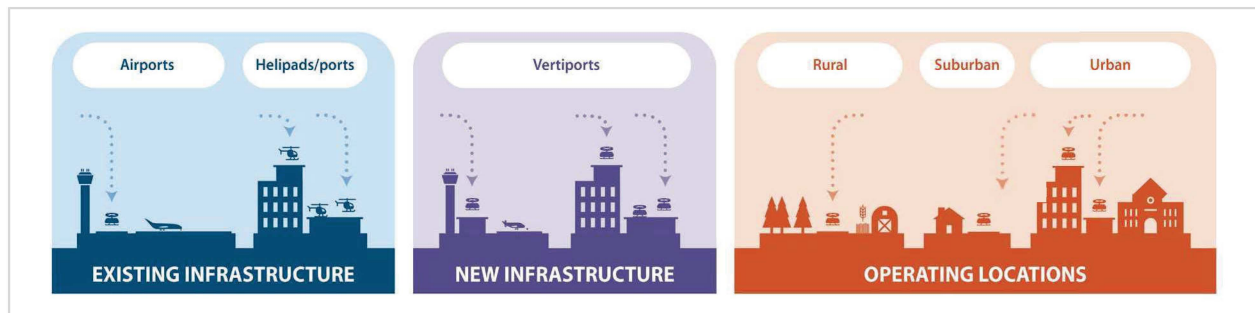 Airports
Helipads/ports
Vertiports
Rural
Suburban
Urban
EXISTING INFRASTRUCTURE
NEW INFRASTRUCTURE
OPERATING LOCATIONS